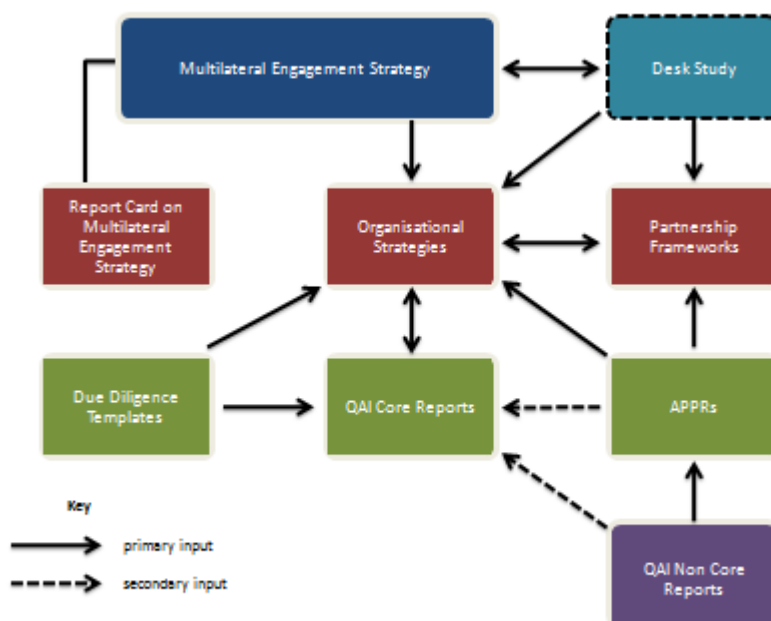 Multilateral Engagement Strategy
Desk Study
Report Card on
Multilateral
Engagement
Strategy
Organisational
Strategies
Partnership
Frameworks
Due Diligence
Templates
QAI Core Reports
APPRs
Key
primary input
secondary input
QAI Non Core
Reports